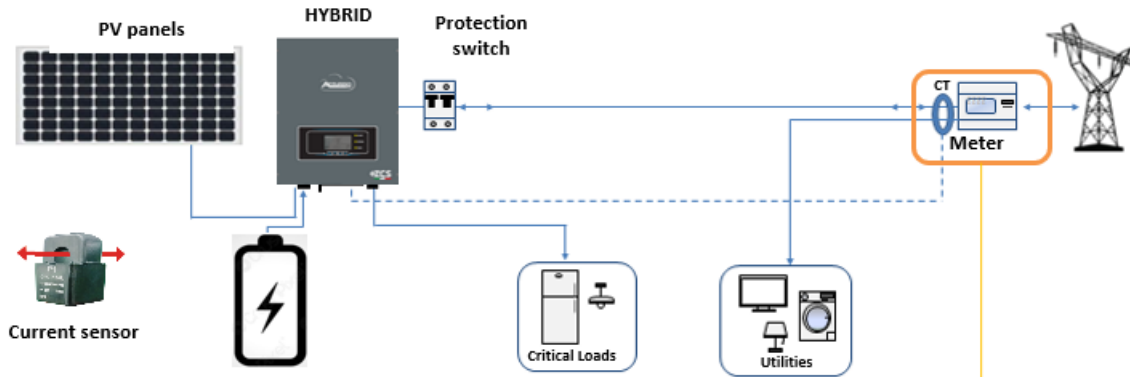 HYBRID
PV panels
Protection
switch
CT
Meter
Current sensor
Critical Loads
Utilities